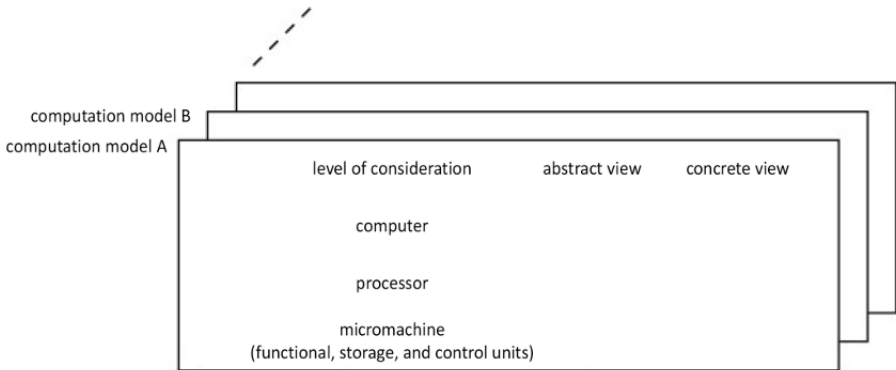 computation model B
computation model A
level of consideration abstract view concrete view
computer
processor
micromachine
(functional, storage, and control units)